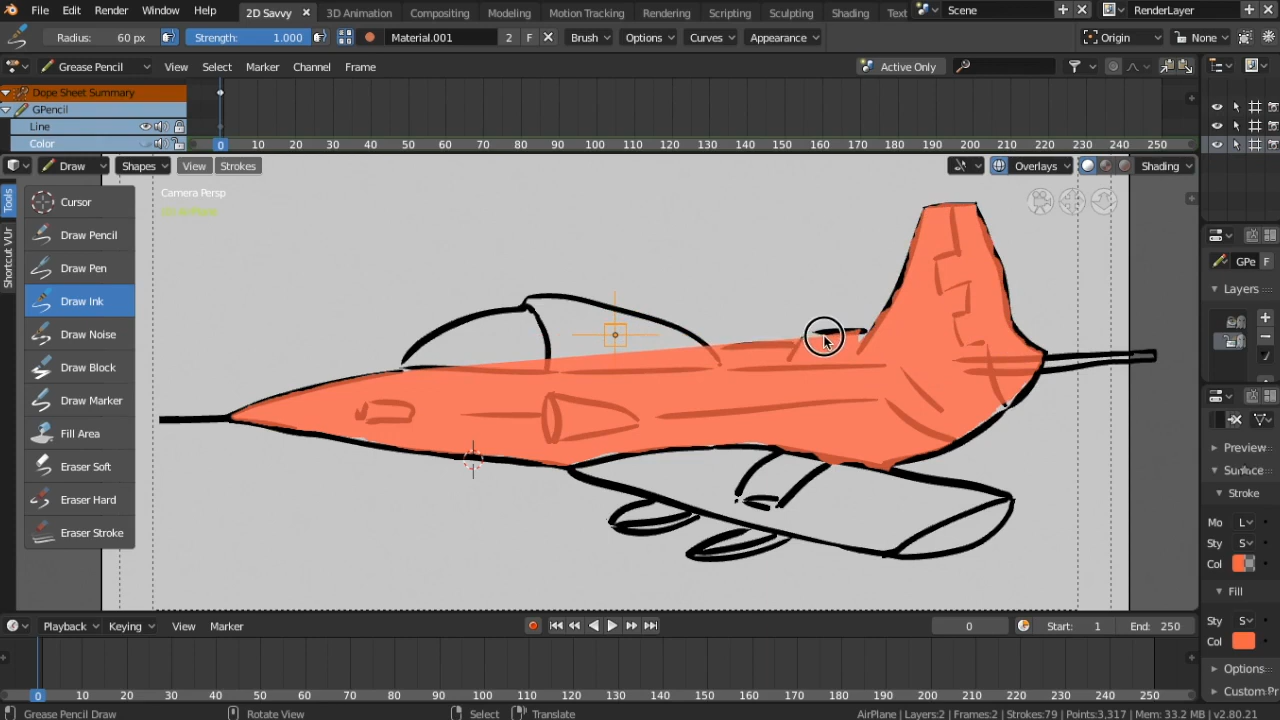 File Edit Render Window Help 2D Savvy 3D Animation Compositing Modeling Motion Tracking Rendering Scripting Sculpting Shading Text Scene RenderLayer
Radius: 60 px Strength: 1.000 Material.001 2 F Brush Options Curves Appearance Origin None
Grease Pencil View Select Marker Channel Frame Active Only
Dope Sheet Summary
GPencil
Line
Color
0 10 20 30 40 50 60 70 80 90 100 110 120 130 140 150 160 170 180 190 200 210 220 230 240 250
Draw Shapes View Strokes Overlays Shading
Tools
Shortcut VUr
Camera Persp
Cursor
Draw Pencil
Draw Pen
Draw Ink
Draw Noise
Draw Block
Draw Marker
Fill Area
Eraser Soft
Eraser Hard
Eraser Stroke
GPe F
Layers
Preview
Surface
Stroke
Mo L
Sty S
Col
Fill
Sty S
Col
Options
Custom Pr
Playback Keying View Marker 0 Start: 1 End: 250
0 10 20 30 40 50 60 70 80 90 100 110 120 130 140 150 160 170 180 190 200 210 220 230 240 250
Grease Pencil Draw Rotate View Select Translate AirPlane | Layers:2 | Frames:2 | Strokes:79 | Points:3,317 | Mem: 33.2 MB | v2.80.21